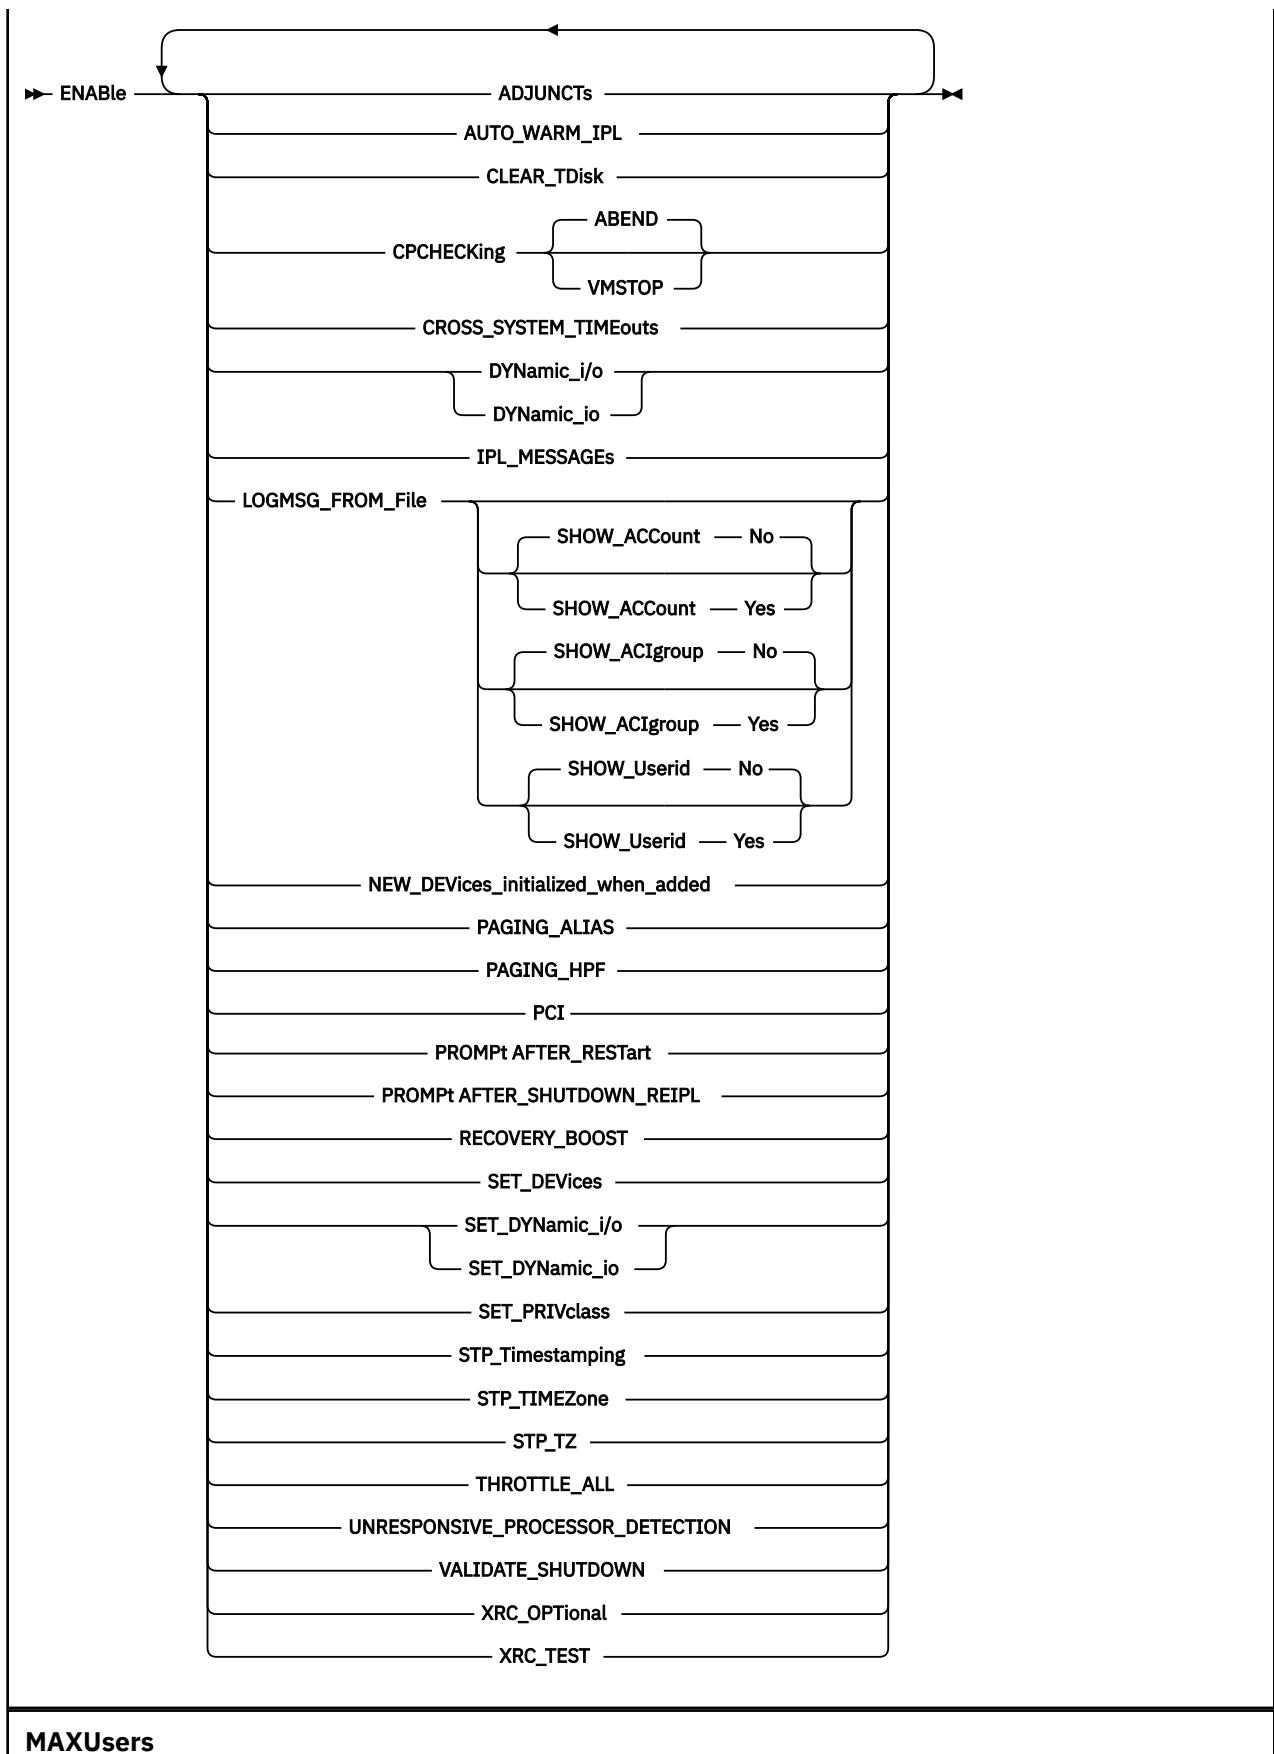 ENABle ADJUNCTs
AUTO_WARM_IPL
CLEAR_TDisk
ABEND
CPCHECKing
VMSTOP
CROSS_SYSTEM_TIMEouts
DYNamic_i/o
DYNamic_io
IPL_MESSAGEs
LOGMSG_FROM_File
SHOW_ACCount No
SHOW_ACCount Yes
SHOW_ACIgroup No
SHOW_ACIgroup Yes
SHOW_Userid No
SHOW_Userid Yes
NEW_DEVices_initialized_when_added
PAGING_ALIAS
PAGING_HPF
PCI
PROMPt AFTER_RESTart
PROMPt AFTER_SHUTDOWN_REIPL
RECOVERY_BOOST
SET_DEVices
SET_DYNamic_i/o
SET_DYNamic_io
SET_PRIVclass
STP_Timestamping
STP_TIMEZone
STP_TZ
THROTTLE_ALL
UNRESPONSIVE_PROCESSOR_DETECTION
VALIDATE_SHUTDOWN
XRC_OPTional
XRC_TEST
MAXUsers